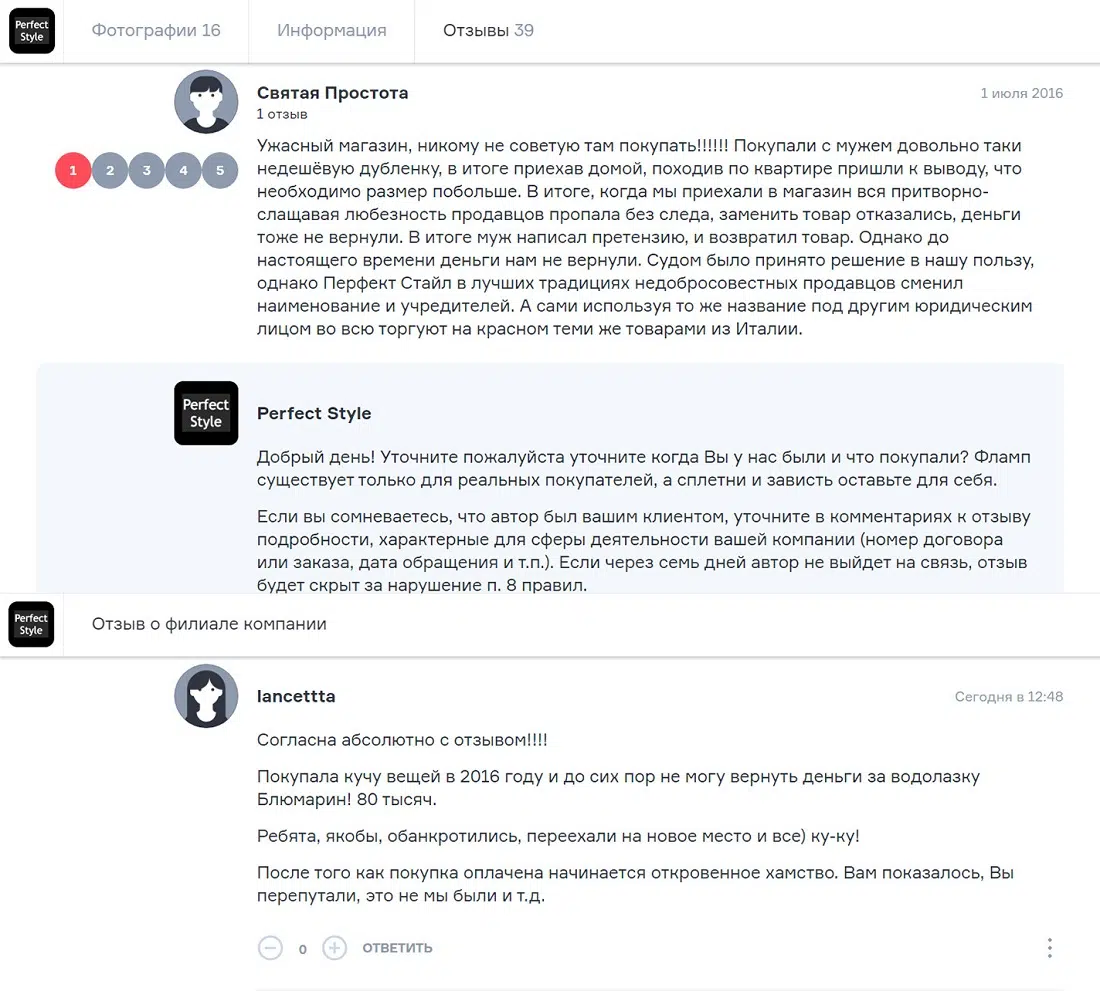 Perfect
Style
Фотографии 16
Информация
Отзывы 39
Святая Простота
1 июля 2016
1 отзыв
1 2 3 4 5
Ужасный магазин, никому не советую там покупать!!!!!! Покупали с мужем довольно таки
недешёвую дубленку, в итоге приехав домой, походив по квартире пришли к выводу, что
необходимо размер побольше. В итоге, когда мы приехали в магазин вся притворно-
слащавая любезность продавцов пропала без следа, заменить товар отказались, деньги
тоже не вернули. В итоге муж написал претензию, и возвратил товар. Однако до
настоящего времени деньги нам не вернули. Судом было принято решение в нашу пользу,
однако Перфект Стайл в лучших традициях недобросовестных продавцов сменил
наименование и учредителей. А сами используя то же название под другим юридическим
лицом во всю торгуют на красном теми же товарами из Италии.
Perfect
Style
Perfect Style
Добрый день! Уточните пожалуйста уточните когда Вы у нас были и что покупали? Фламп
существует только для реальных покупателей, а сплетни и зависть оставьте для себя.
Если вы сомневаетесь, что автор был вашим клиентом, уточните в комментариях к отзыву
подробности, характерные для сферы деятельности вашей компании (номер договора
или заказа, дата обращения и т.п.). Если через семь дней автор не выйдет на связь, отзыв
будет скрыт за нарушение п. 8 правил.
Perfect
Style
Отзыв о филиале компании
lancettta
Сегодня в 12:48
Согласна абсолютно с отзывом!!!!
Покупала кучу вещей в 2016 году и до сих пор не могу вернуть деньги за водолазку
Блюмарин! 80 тысяч.
Ребята, якобы, обанкротились, переехали на новое место и все) ку-ку!
После того как покупка оплачена начинается откровенное хамство. Вам показалось, Вы
перепутали, это не мы были и т.д.
0
ОТВЕТИТЬ